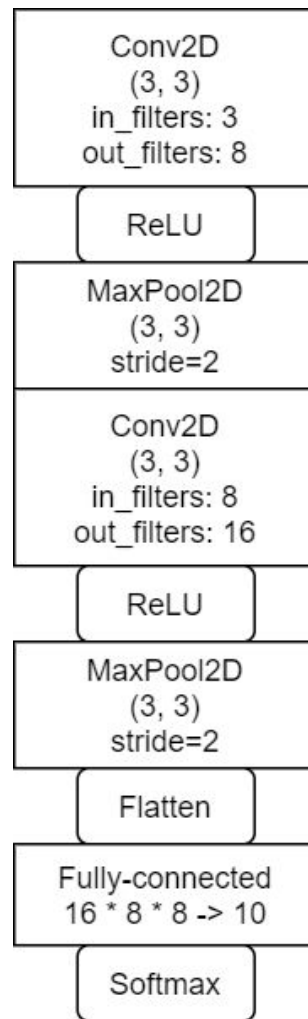 Conv2D
(3, 3)
in_filters: 3
out_filters: 8
ReLU
MaxPool2D
(3, 3)
stride=2
Conv2D
(3, 3)
in_filters: 8
out_filters: 16
ReLU
MaxPool2D
(3, 3)
stride=2
Flatten
Fully-connected
16 * 8 * 8 -> 10
Softmax